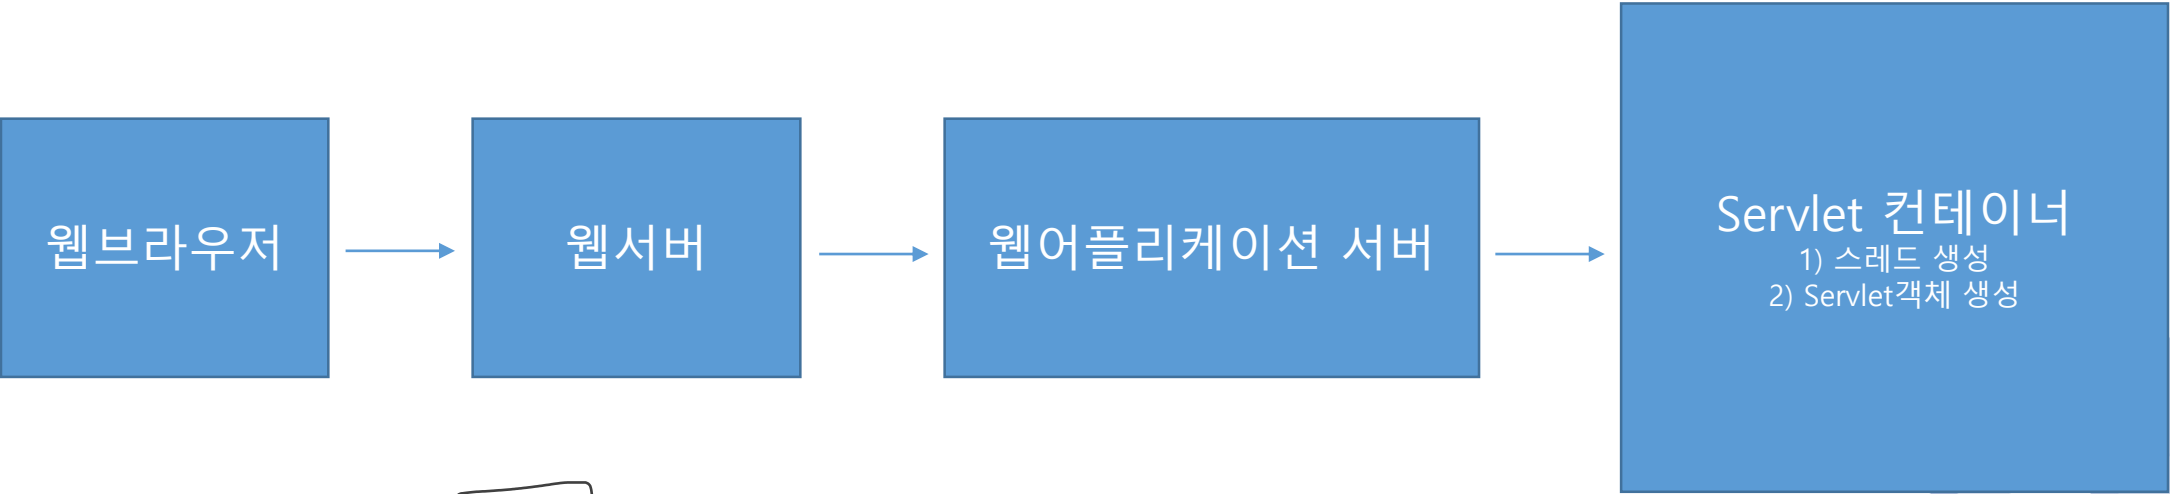 웹브라우저
웹서버
웹어플리케이션 서버
Servlet 컨테이너
1) 스레드 생성
2) Servlet객체 생성